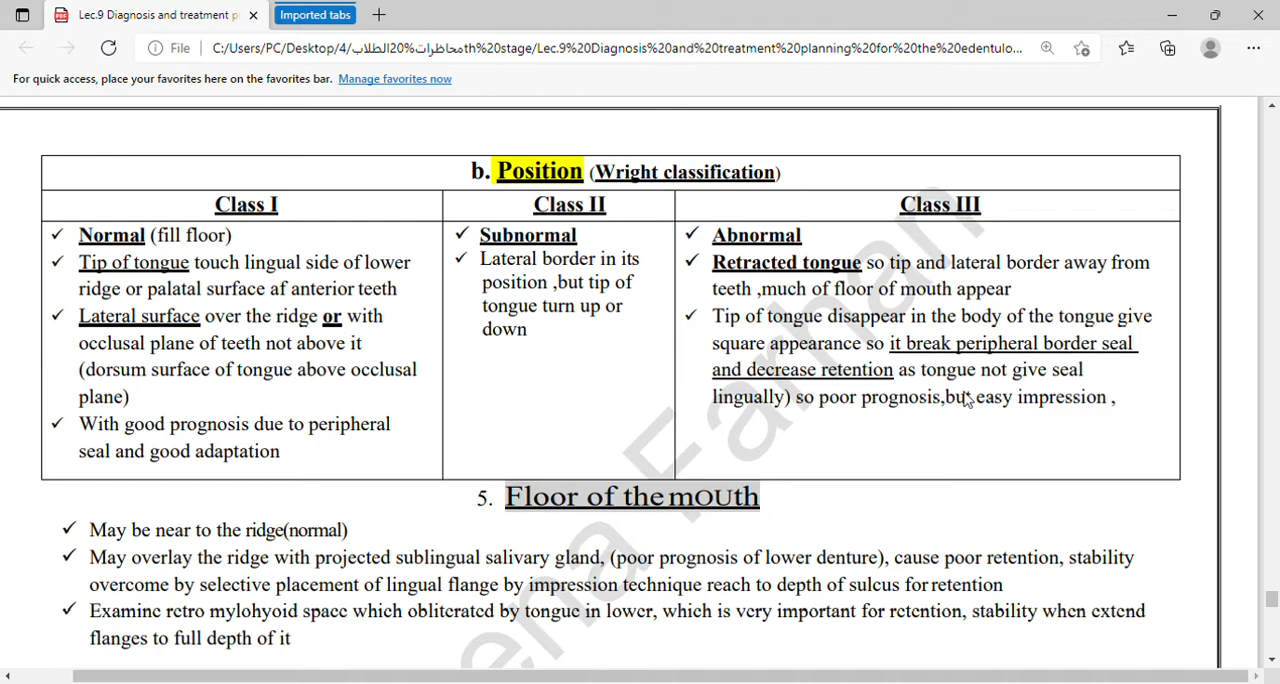 Lec.9 Diagnosis and treatment p
Imported tabs
File
C:/Users/PC/Desktop/4/محاظرات%20الطلاب/th%20stage/Lec.9%20Diagnosis%20and%20treatment%20planning%20for%20the%20edentulo...
For quick access, place your favorites here on the favorites bar. Manage favorites now
b. Position (Wright classification)
Class I
Class II
Class III
✓ Normal (fill floor)
✓ Tip of tongue touch lingual side of lower
ridge or palatal surface af anterior teeth
✓ Lateral surface over the ridge or with
occlusal plane of teeth not above it
(dorsum surface of tongue above occlusal
plane)
✓ With good prognosis due to peripheral
seal and good adaptation
✓ Subnormal
✓ Lateral border in its
position ,but tip of
tongue turn up or
down
✓ Abnormal
✓ Retracted tongue so tip and lateral border away from
teeth ,much of floor of mouth appear
✓ Tip of tongue disappear in the body of the tongue give
square appearance so it break peripheral border seal
and decrease retention as tongue not give seal
lingually) so poor prognosis,but easy impression ,
5. Floor of the mOUth
✓ May be near to the ridge(normal)
✓ May overlay the ridge with projected sublingual salivary gland, (poor prognosis of lower denture), cause poor retention, stability
overcome by selective placement of lingual flange by impression technique reach to depth of sulcus for retention
✓ Examine retro mylohyoid space which obliterated by tongue in lower, which is very important for retention, stability when extend
flanges to full depth of it
ena Farhan